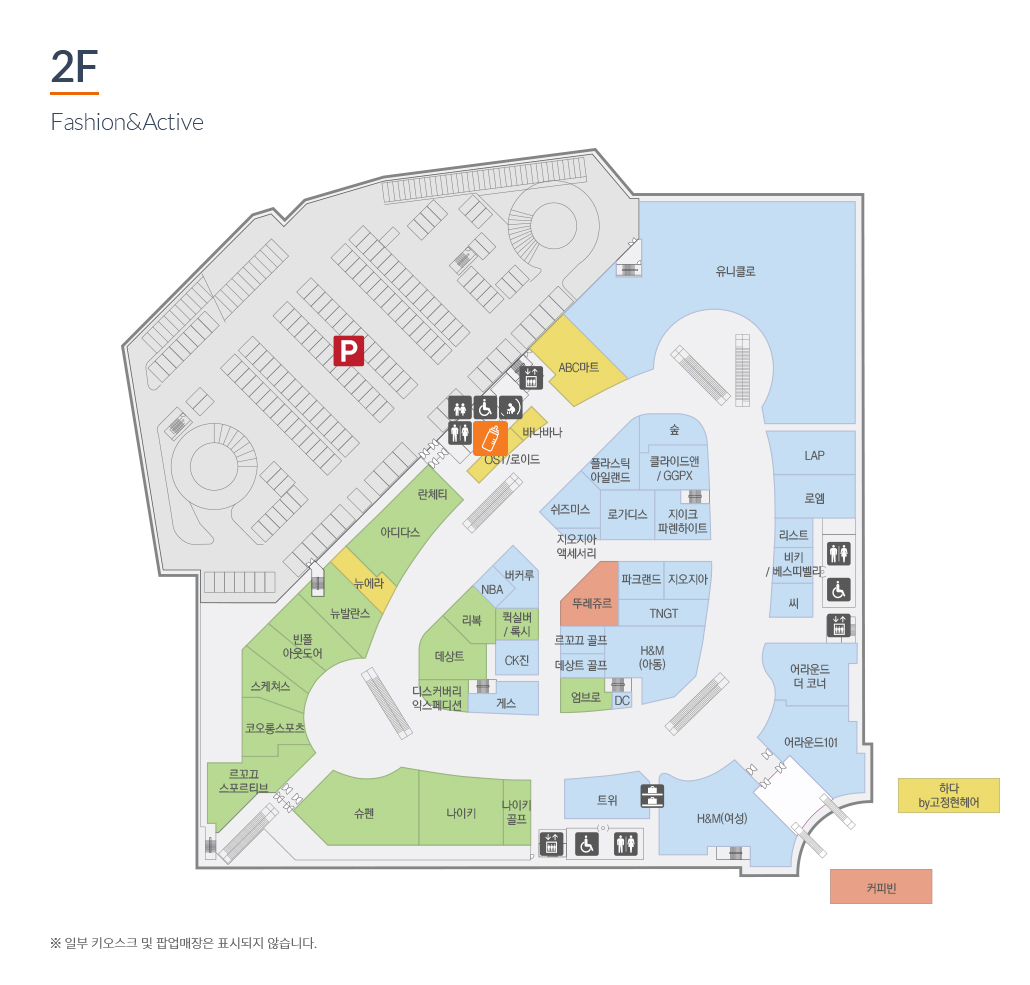 2F
Fashion&Active
유니클로
P
ABC마트
바나바나
OST/로이드
숲
플라스틱
아일랜드
클라이드앤
/ GGPX
LAP
란체티
쉬즈미스
로가디스
지이크
파렌하이트
로엠
아디다스
지오지아
액세서리
리스트
비키
/ 베스띠벨리
뉴에라
버커루
NBA
파크랜드
지오지아
씨
뚜레쥬르
뉴발란스
리복
퀵실버
/ 록시
TNGT
빈폴
아웃도어
르꼬끄 골프
데상트
CK진
데상트 골프
H&M
(아동)
스케쳐스
어라운드
더 코너
디스커버리
익스페디션
게스
엄브로
DC
코오롱스포츠
어라운드101
르꼬끄
스포르티브
하다
by고정현헤어
슈펜
나이키
나이키
골프
트위
H&M(여성)
커피빈
※ 일부 키오스크 및 팝업매장은 표시되지 않습니다.